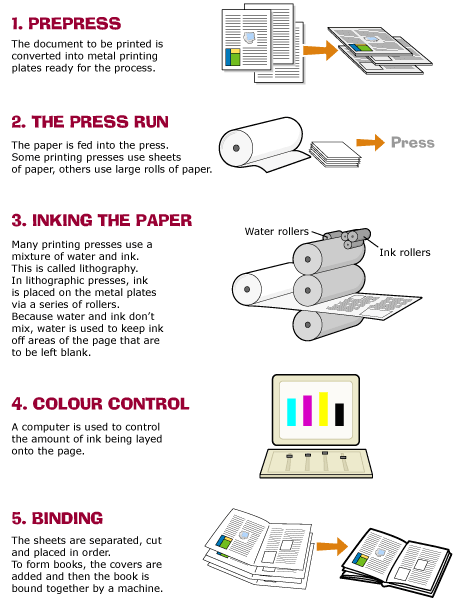 1. PREPRESS
The document to be printed is
converted into metal printing
plates ready for the process.
2. THE PRESS RUN
The paper is fed into the press.
Some printing presses use sheets
of paper, others use large rolls of paper.
Press
3. INKING THE PAPER
Many printing presses use a
mixture of water and ink.
This is called lithography.
In lithographic presses, ink
is placed on the metal plates
via a series of rollers.
Because water and ink don’t
mix, water is used to keep ink
off areas of the page that are
to be left blank.
Water rollers
Ink rollers
4. COLOUR CONTROL
A computer is used to control
the amount of ink being layed
onto the page.
5. BINDING
The sheets are separated, cut
and placed in order.
To form books, the covers are
added and then the book is
bound together by a machine.